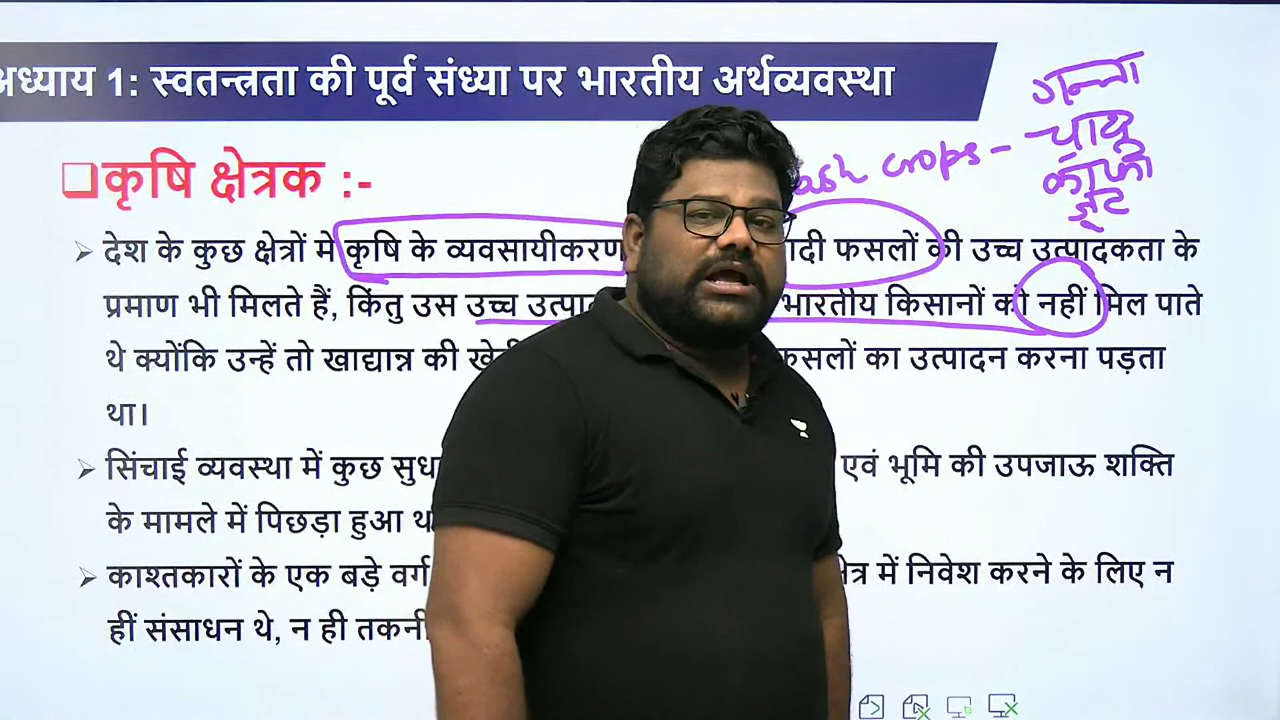 अध्याय 1: स्वतन्त्रता की पूर्व संध्या पर भारतीय अर्थव्यवस्था
गन्ना
चाय
cash crops -
कॉफी
जूट
कृषि क्षेत्रक :-
देश के कुछ क्षेत्रों में कृषि के व्यवसायीकरण फसलों की उच्च उत्पादकता के
प्रमाण भी मिलते हैं, किंतु उस उच्च भारतीय किसानों को नहीं मिल पाते
थे क्योंकि उन्हें तो खाद्यान्न की फसलों का उत्पादन करना पड़ता
था।
सिंचाई व्यवस्था में कुछ एवं भूमि की उपजाऊ शक्ति
के मामले में पिछड़ा हुआ
काश्तकारों के एक बड़े वर्ग में निवेश करने के लिए न
हीं संसाधन थे, न ही